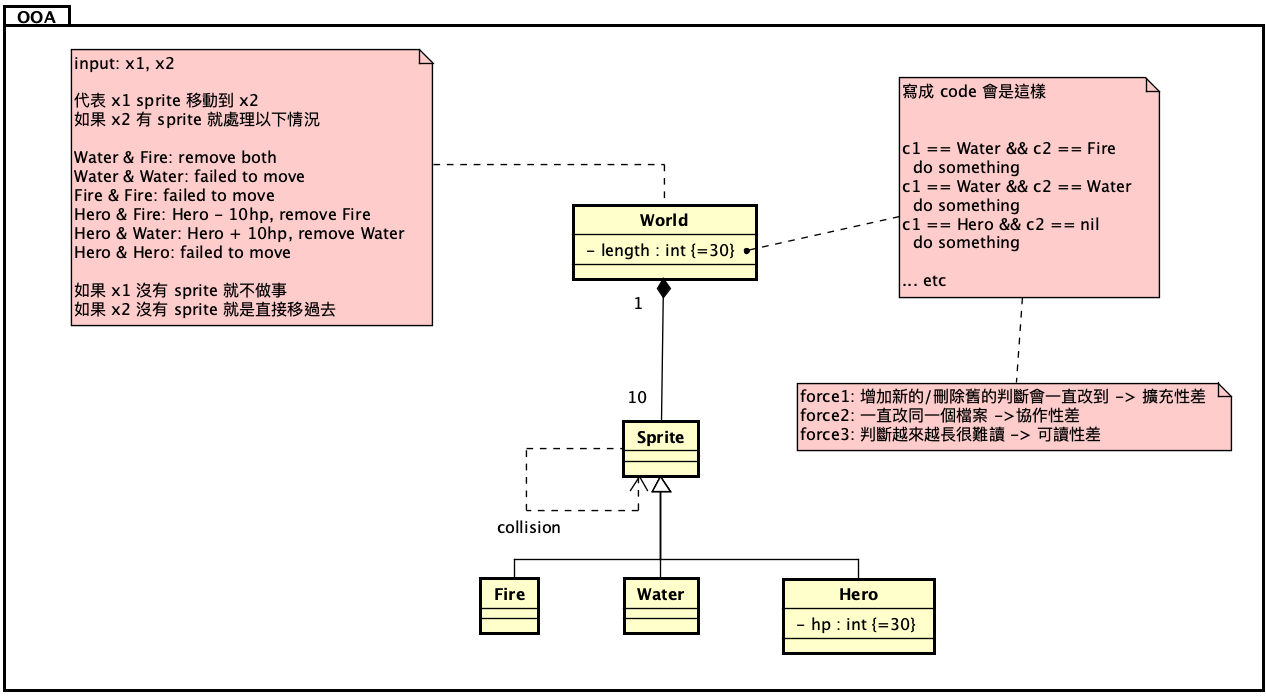 OOA
input: x1, x2
代表 x1 sprite 移動到 x2
如果 x2 有 sprite 就處理以下情況
Water & Fire: remove both
Water & Water: failed to move
Fire & Fire: failed to move
Hero & Fire: Hero - 10hp, remove Fire
Hero & Water: Hero + 10hp, remove Water
Hero & Hero: failed to move
如果 x1 沒有 sprite 就不做事
如果 x2 沒有 sprite 就是直接移過去
World
- length : int {=30}
寫成 code 會是這樣
c1 == Water && c2 == Fire
do something
c1 == Water && c2 == Water
do something
c1 == Hero && c2 == nil
do something
... etc
force1: 增加新的/刪除舊的判斷會一直改到 -> 擴充性差
force2: 一直改同一個檔案 ->協作性差
force3: 判斷越來越長很難讀 -> 可讀性差
1
10
Sprite
collision
Fire
Water
Hero
- hp : int {=30}